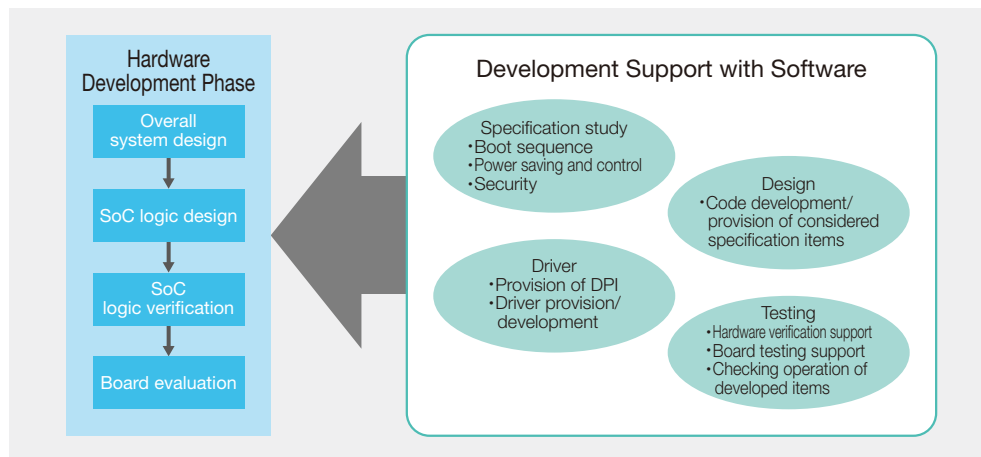 Hardware
Development Phase
Overall
system design
SoC logic design
SoC
logic verification
Board evaluation
Development Support with Software
Specification study
・Boot sequence
・Power saving and control
・Security
Design
・Code development/
provision of considered
specification items
Driver
・Provision of DPI
・Driver provision/
development
Testing
・Hardware verification support
・Board testing support
・Checking operation of
developed items